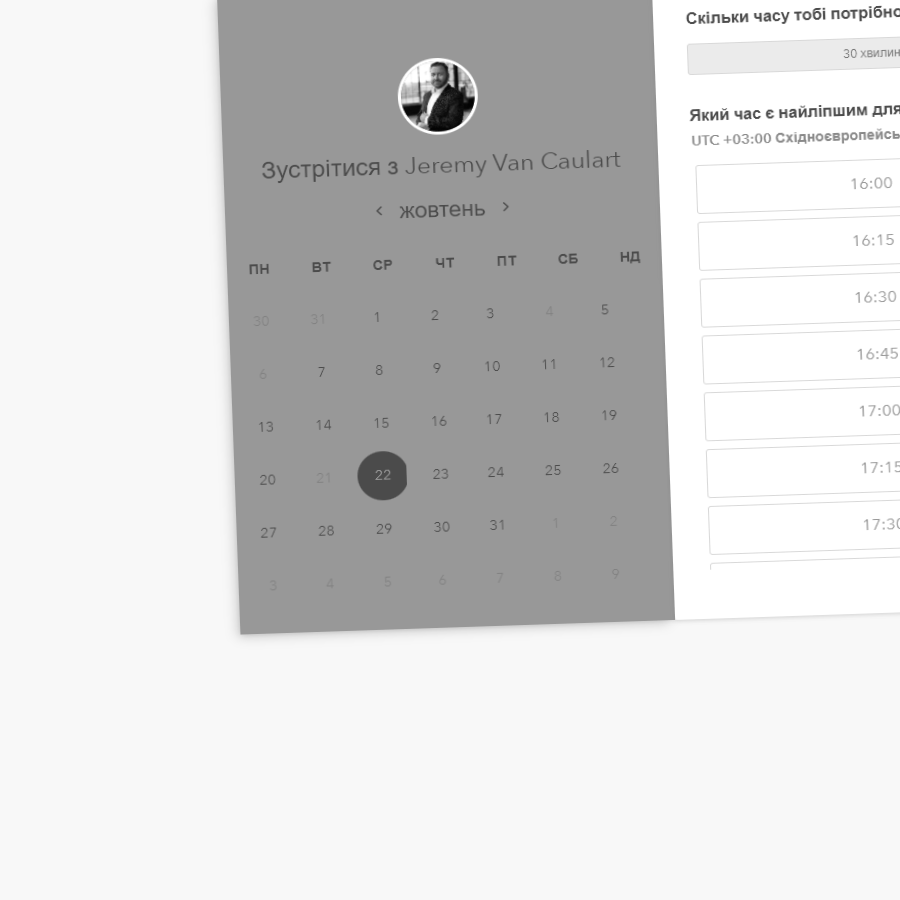 Зустрітися з Jeremy Van Caulart
‹ жовтень ›
ПН ВТ СР ЧТ ПТ СБ НД
30 31 1 2 3 4 5
6 7 8 9 10 11 12
13 14 15 16 17 18 19
20 21 22 23 24 25 26
27 28 29 30 31 1 2
3 4 5 6 7 8 9
Скільки часу тобі потрібно
30 хвилин
Який час є найліпшим для
UTC +03:00 Східноєвропейсь
16:00
16:15
16:30
16:45
17:00
17:15
17:30